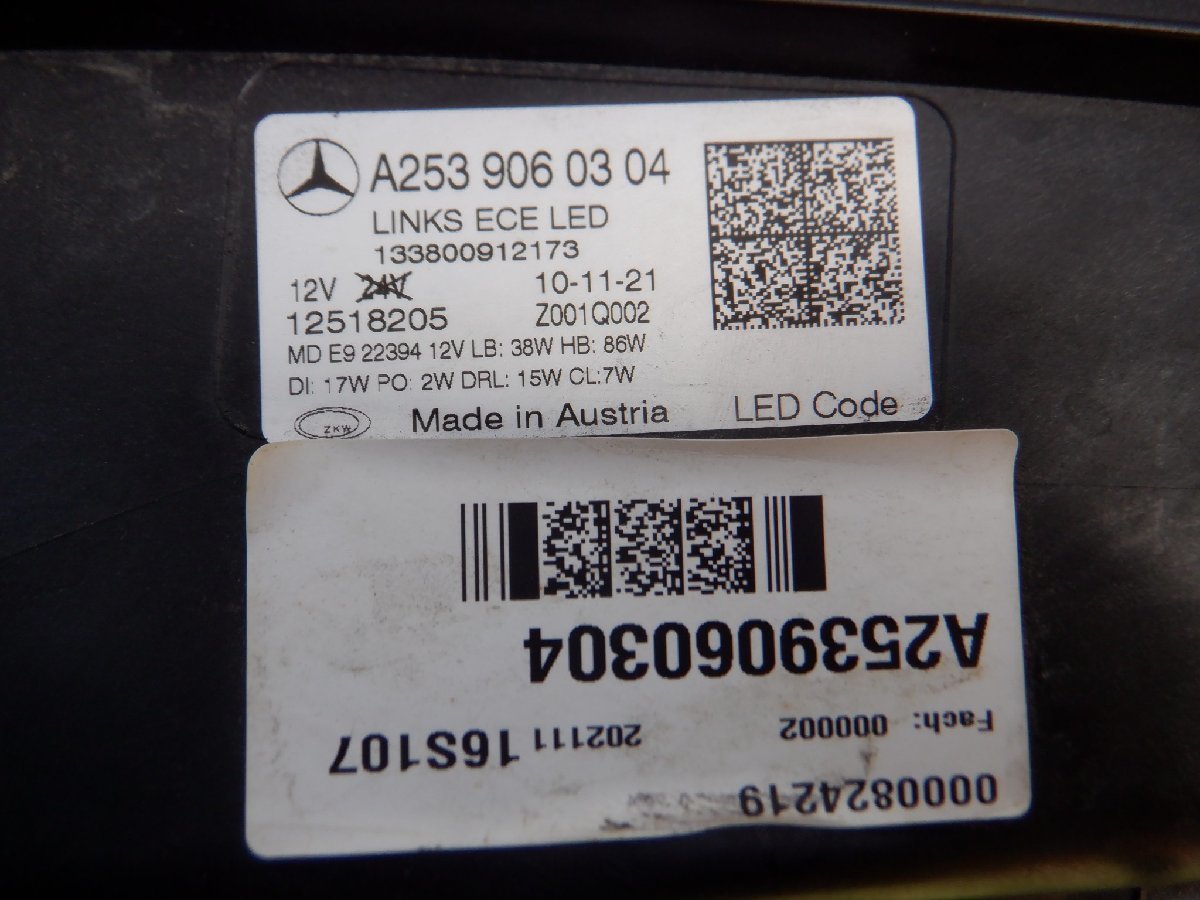 A253 906 03 04
LINKS ECE LED
133800912173
12V 24V 10-11-21
12518205 Z001Q002
MD E9 22394 12V LB: 38W HB: 86W
DI: 17W PO: 2W DRL: 15W CL:7W
ZKW Made in Austria LED Code
0000824219
Fach: 000002 202111 16S107
A2539060304